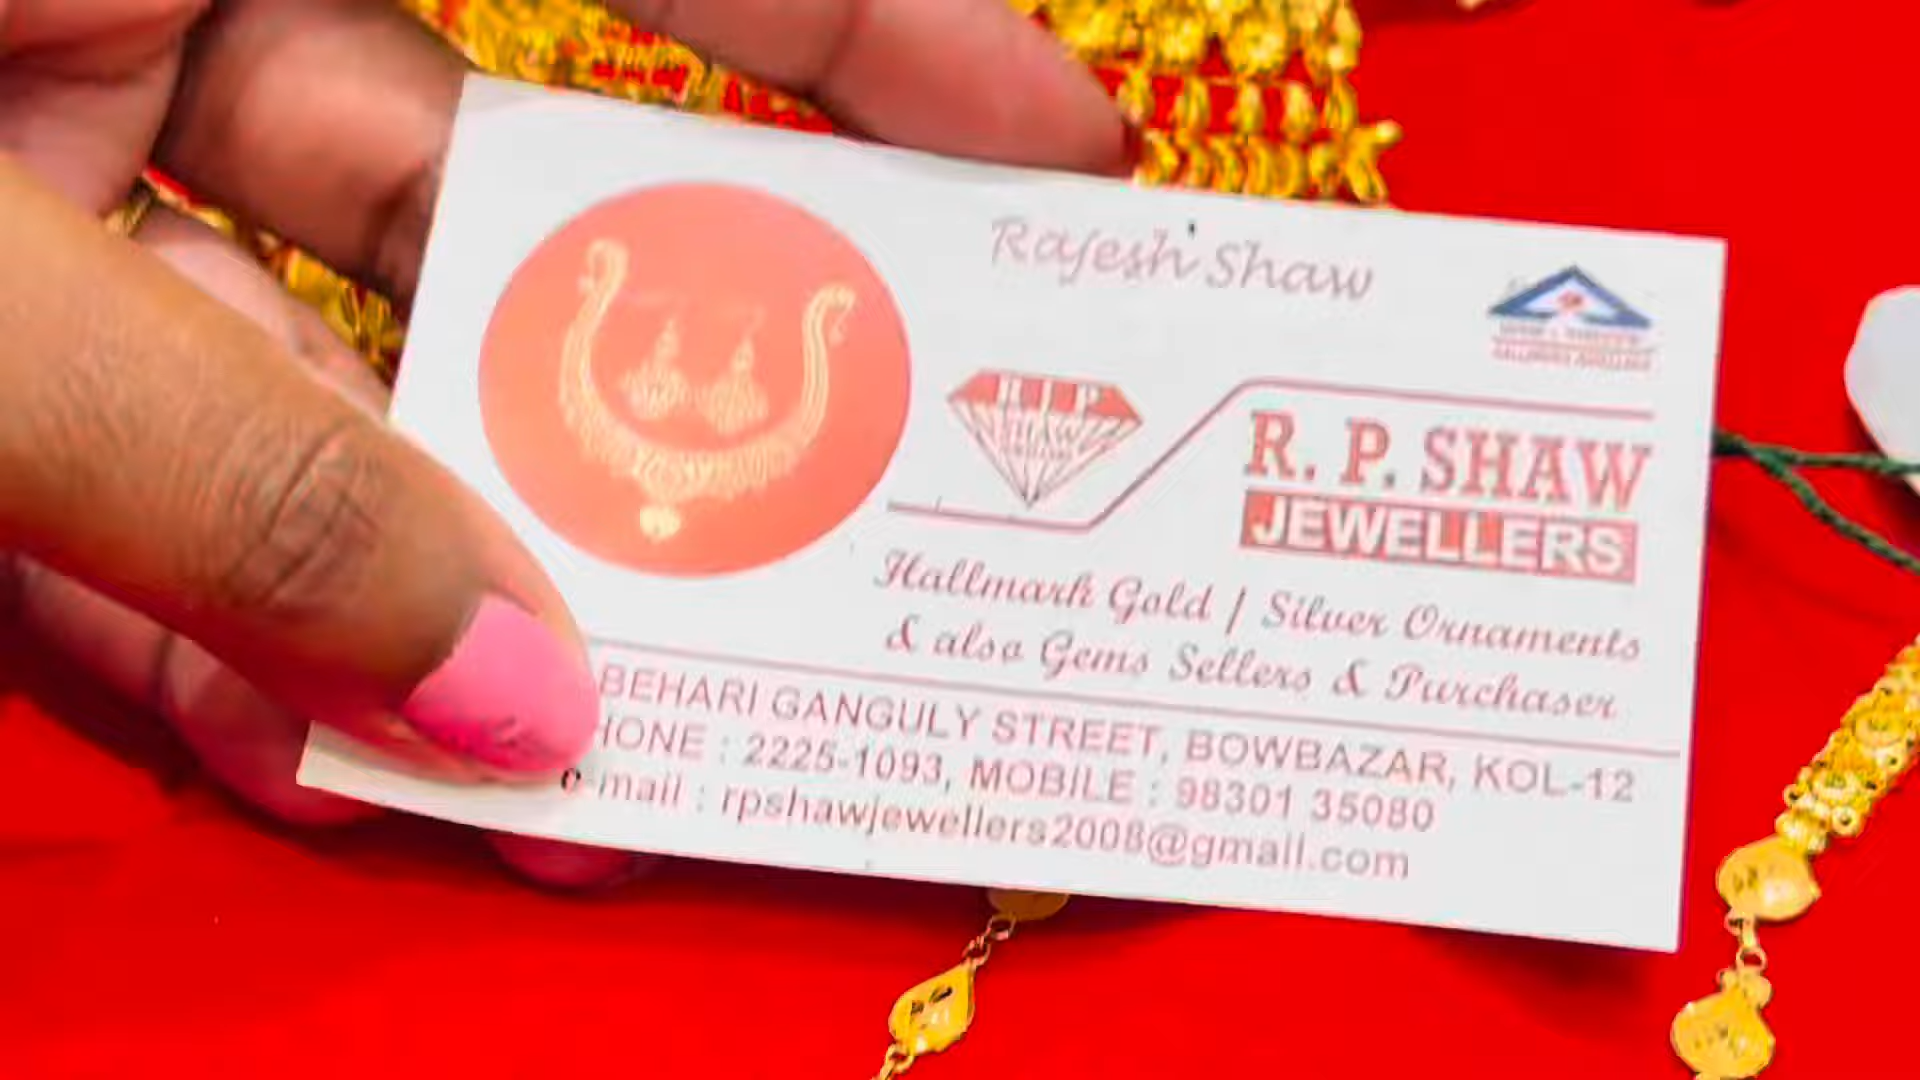 Rajesh Shaw
R. P. SHAW
JEWELLERS
Hallmark Gold / Silver Ornaments
& also Gems Sellers & Purchaser
BEHARI GANGULY STREET, BOWBAZAR, KOL-12
HONE : 2225-1093, MOBILE : 98301 35080
e-mail : rpshawjewellers2008@gmail.com